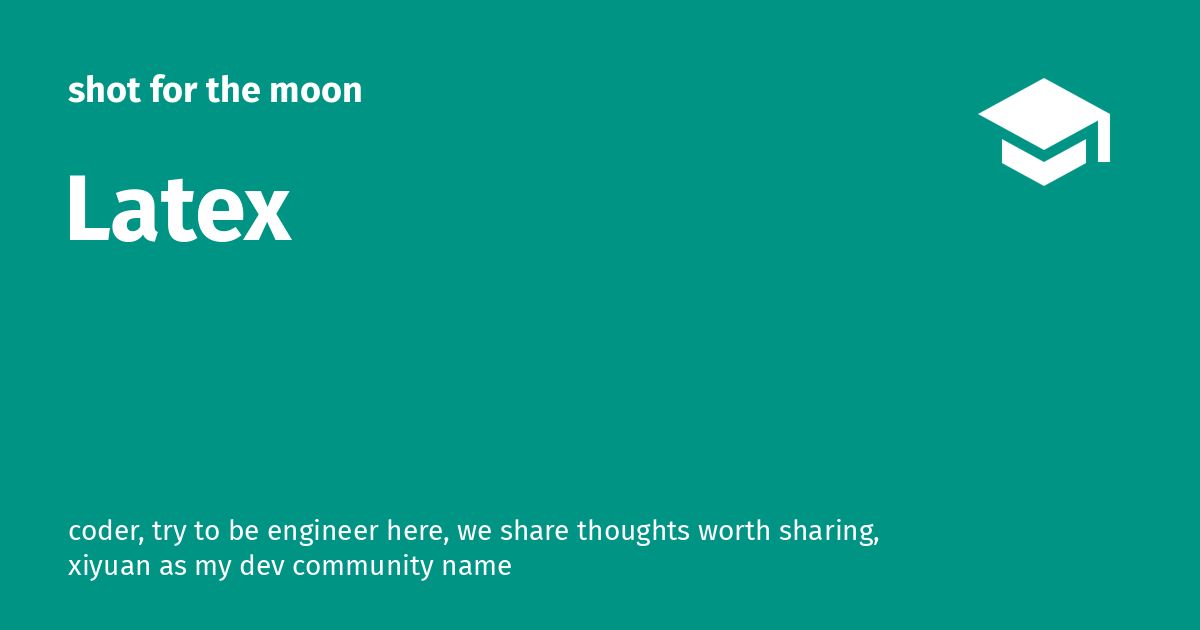 shot for the moon
Latex
coder, try to be engineer here, we share thoughts worth sharing,
xiyuan as my dev community name